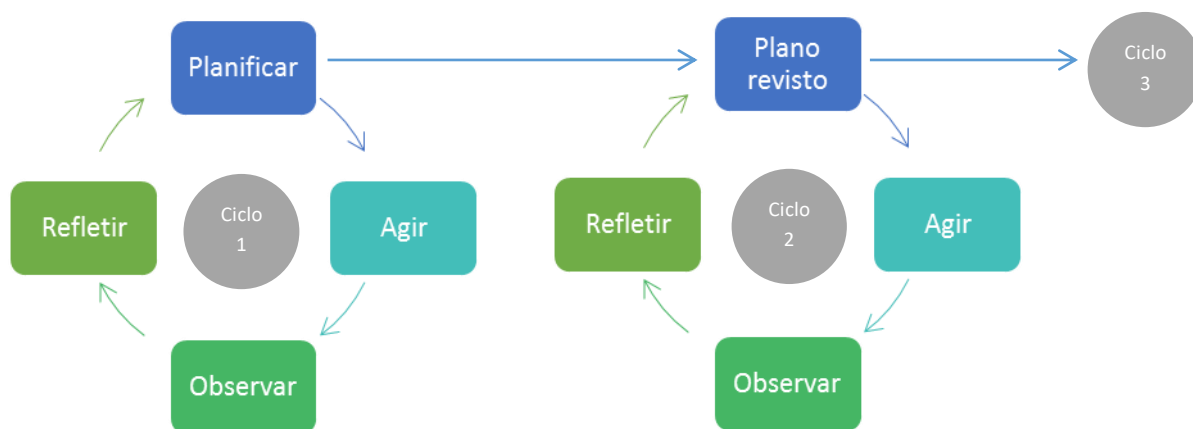 Planificar
Plano
revisto
Ciclo
3
Refletir
Ciclo
1
Agir
Refletir
Ciclo
2
Agir
Observar
Observar